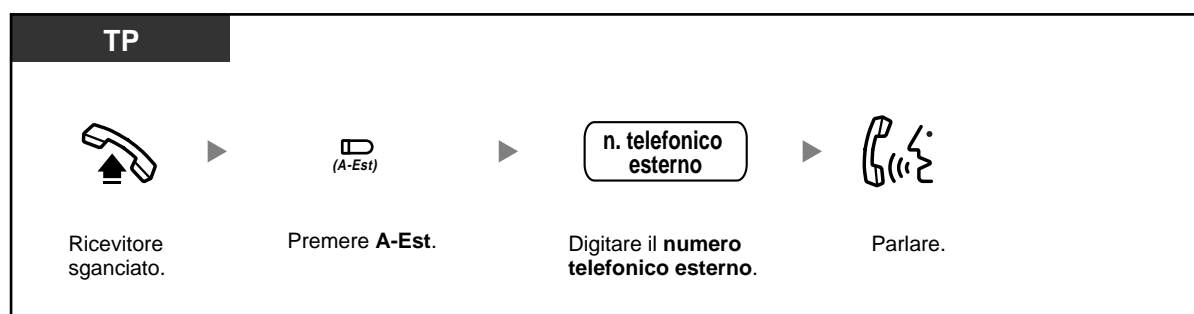 TP
(A-Est)
n. telefonico
esterno
Ricevitore
sganciato.
Premere A-Est.
Digitare il numero
telefonico esterno.
Parlare.